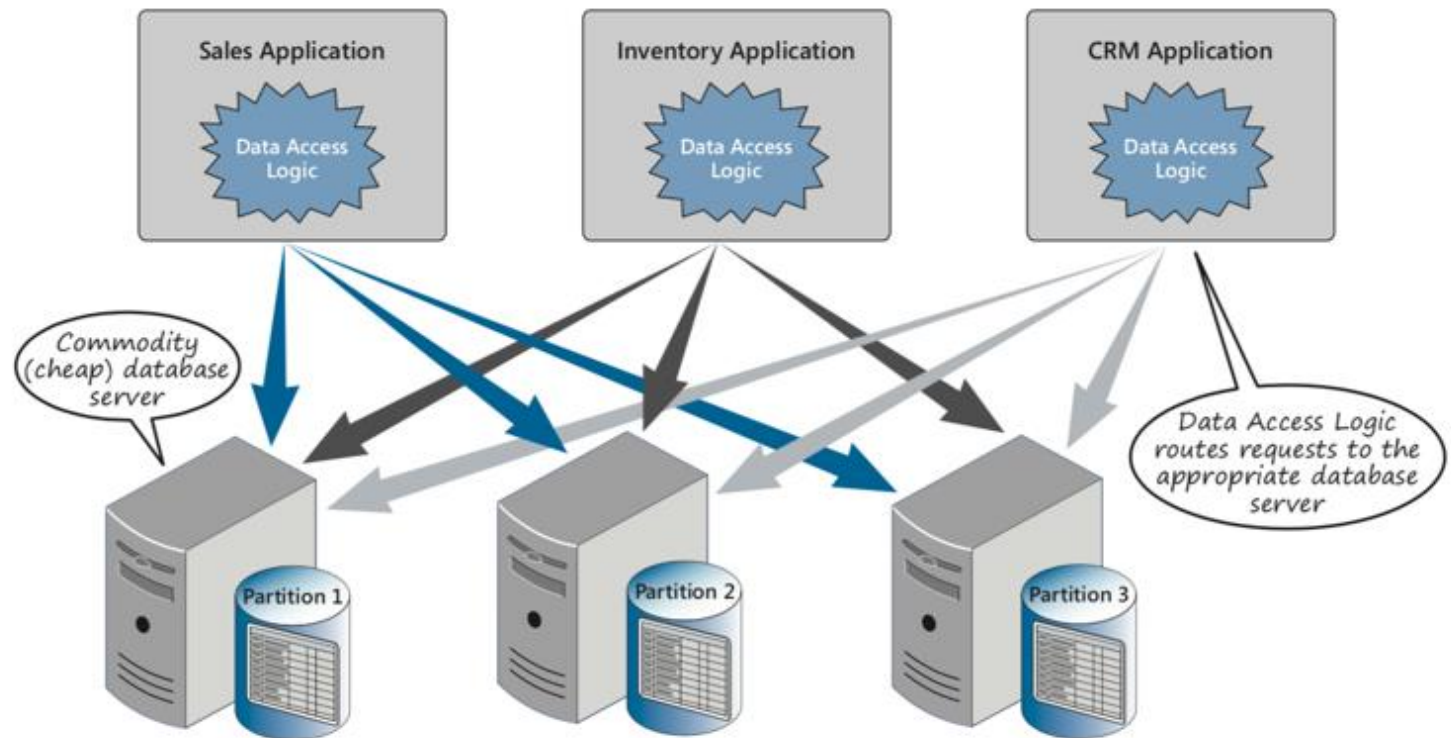 Sales Application
Data Access
Logic
Inventory Application
Data Access
Logic
CRM Application
Data Access
Logic
Commodity
(cheap) database
server
Data Access Logic
routes requests to the
appropriate database
server
Partition 1
Partition 2
Partition 3